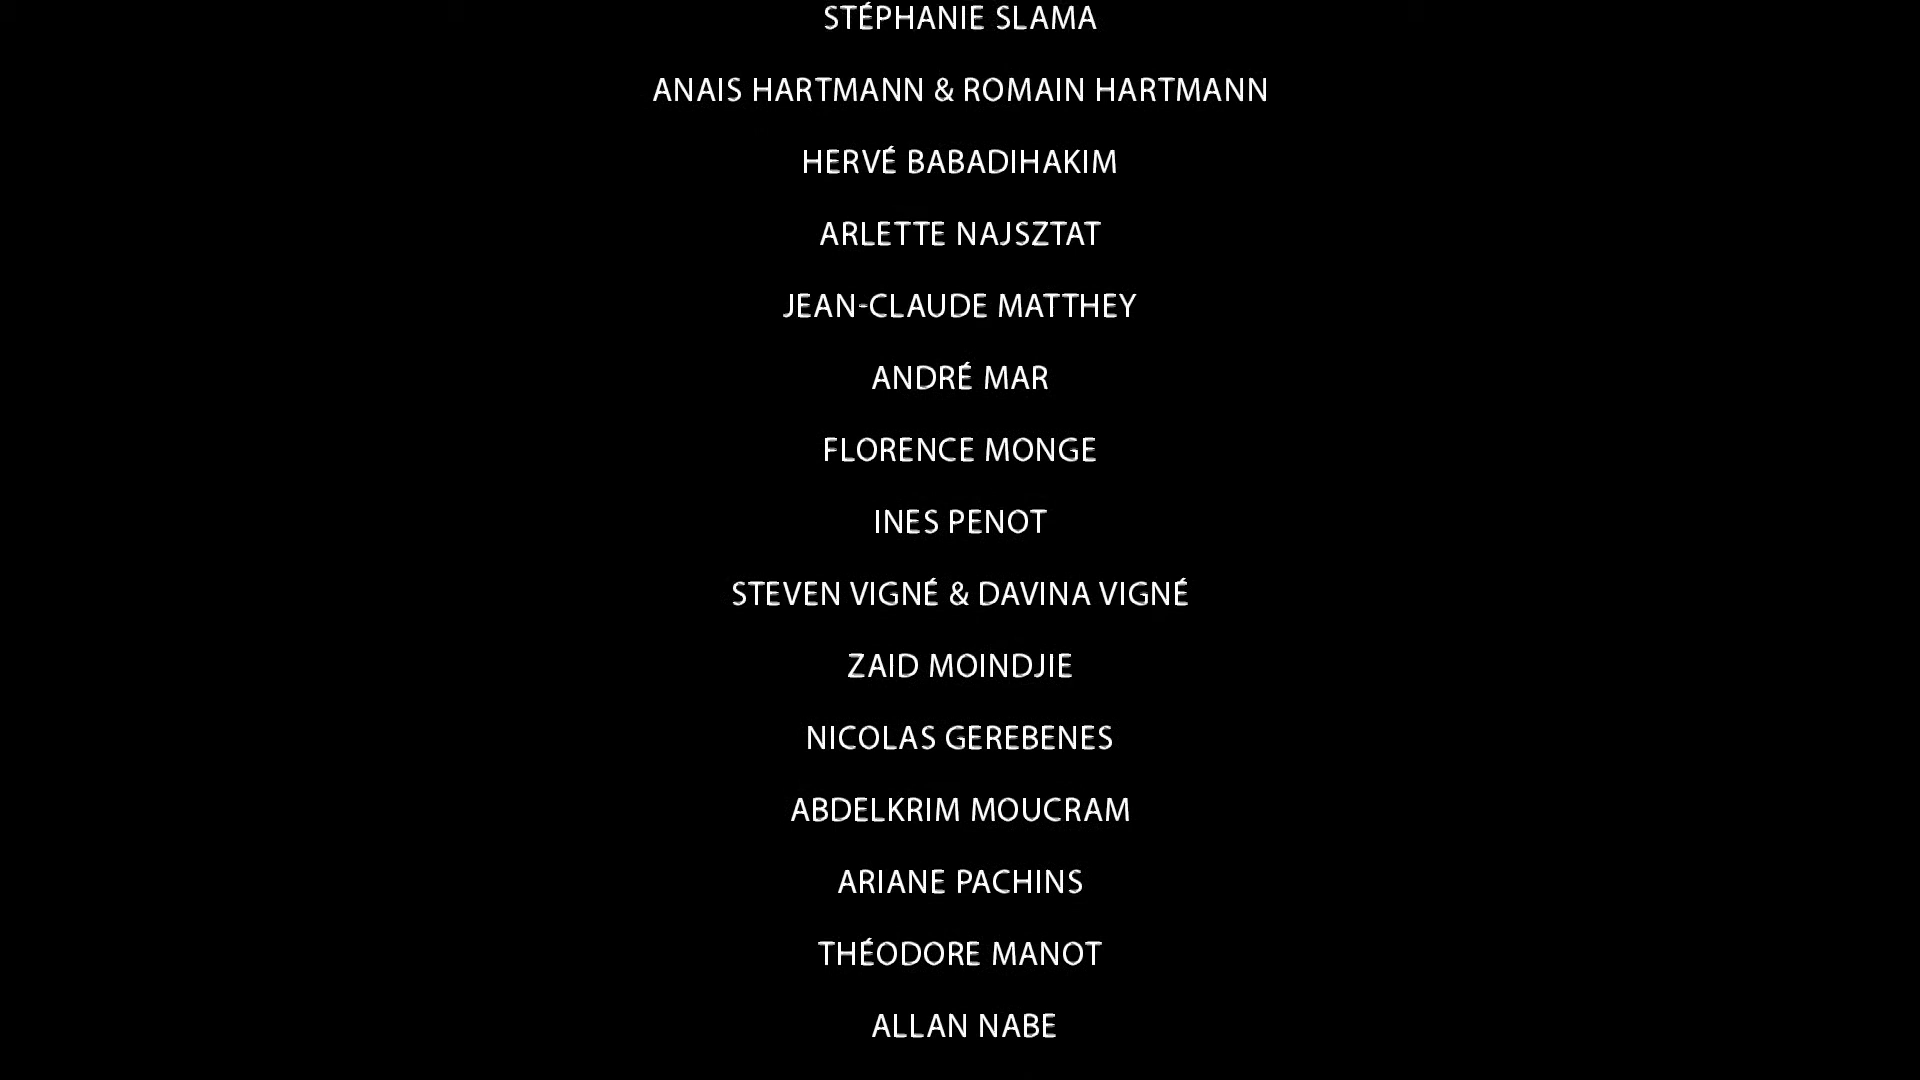 STÉPHANIE SLAMA
ANAIS HARTMANN & ROMAIN HARTMANN
HERVÉ BABADIHAKIM
ARLETTE NAJSZTAT
JEAN-CLAUDE MATTHEY
ANDRÉ MAR
FLORENCE MONGE
INES PENOT
STEVEN VIGNÉ & DAVINA VIGNÉ
ZAID MOINDJIE
NICOLAS GEREBENES
ABDELKRIM MOUCRAM
ARIANE PACHINS
THÉODORE MANOT
ALLAN NABE